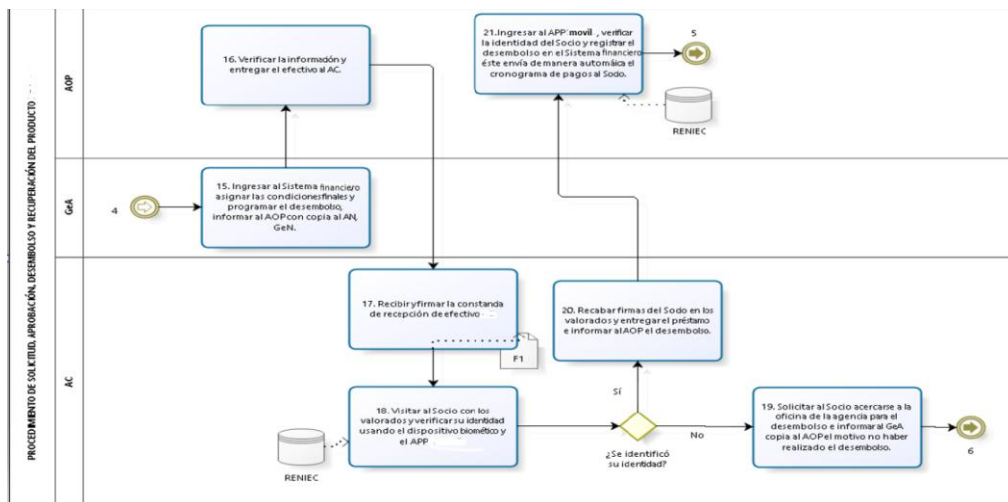 PROCEDIMIENTO DE SOLICITUD, APROBACIÓN, DESEMBOLSO Y RECUPERACIÓN DEL PRODUCTO
AOP
16. Verificar la información y
entregar el efectivo al AC.
21.Ingresar al APP movil , verificar
la identidad del Socio y registrar el
desembolso en el Sistema financiero
éste envía de manera automáica el
cronograma de pagos al Socio.
5
RENIEC
GeA
4
15. Ingresar al Sistema financiero
asignar las condiciones finales y
programar el desembolso,
informar al AOP con copia al AN,
GeN.
AC
17. Recibir y firmar la constancia
de recepción de efectivo
F1
20. Recabar firmas del Socio en los
valorados y entregar el préstamo
e informar al AOP el desembolso.
Sí
18. Visitar al Socio con los
valorados y verificar su identidad
usando el dispositivo biomético y
el APP
RENIEC
¿Se identificó
su identidad?
No
19. Solicitar al Socio acercarse a la
oficina de la agencia para el
desembolso e informar al GeA
copia al AOP el motivo no haber
realizado el desembolso.
6